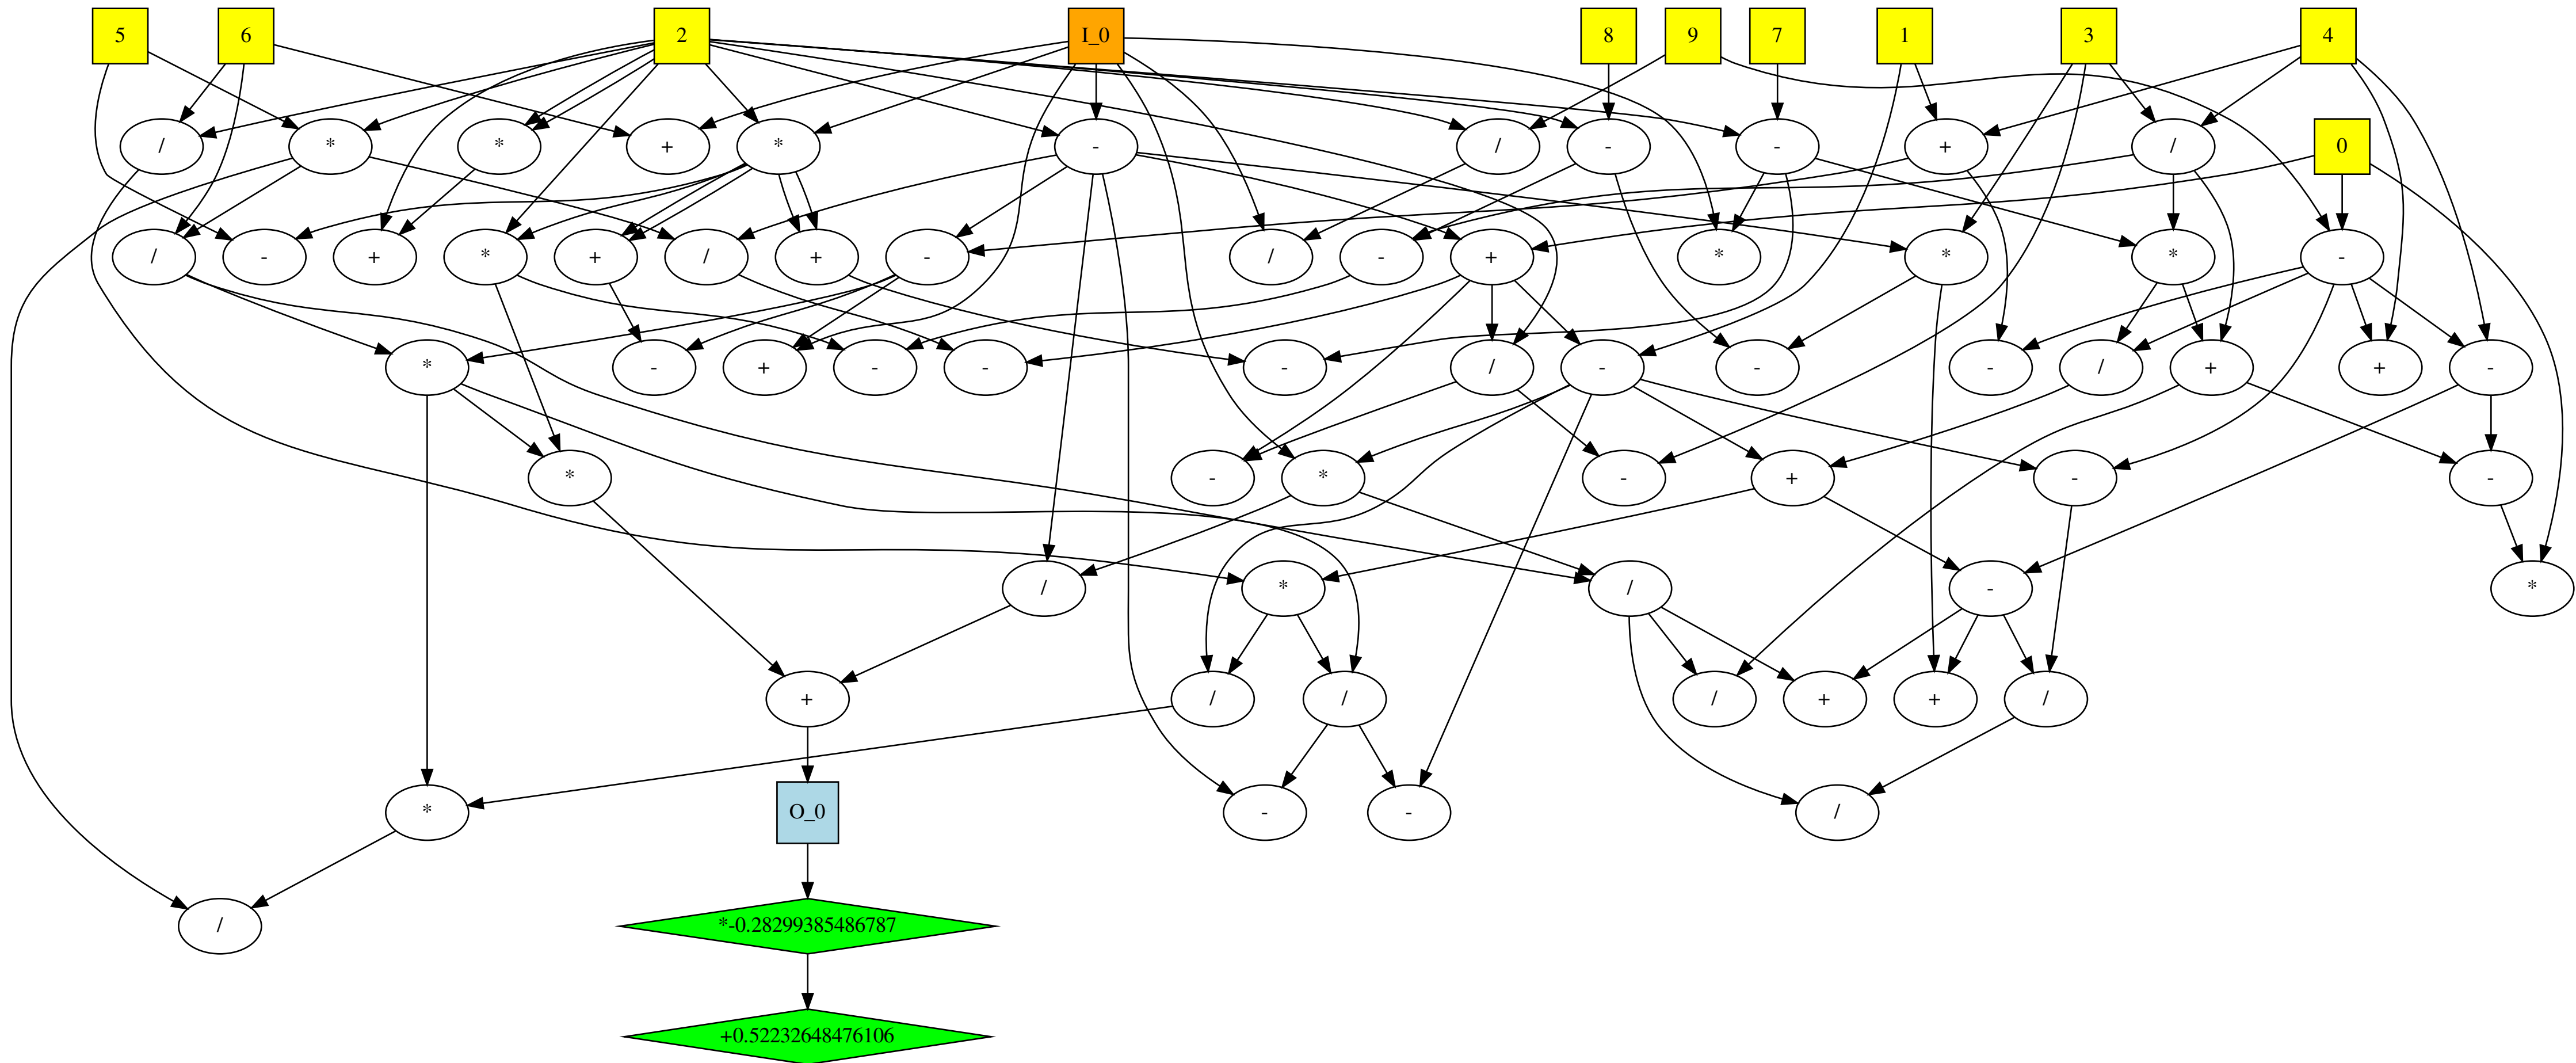 5 6 2 I_0 8 9 7 1 3 4
/ * * + * - / - - + / 0
/ - + * + / + - / - + * * * -
* - + - - - / - - - / + + -
* - * - + - -
/ * / - *
+ / / / + + /
* O_0 - - /
/ *-0.28299385486787
+0.52232648476106